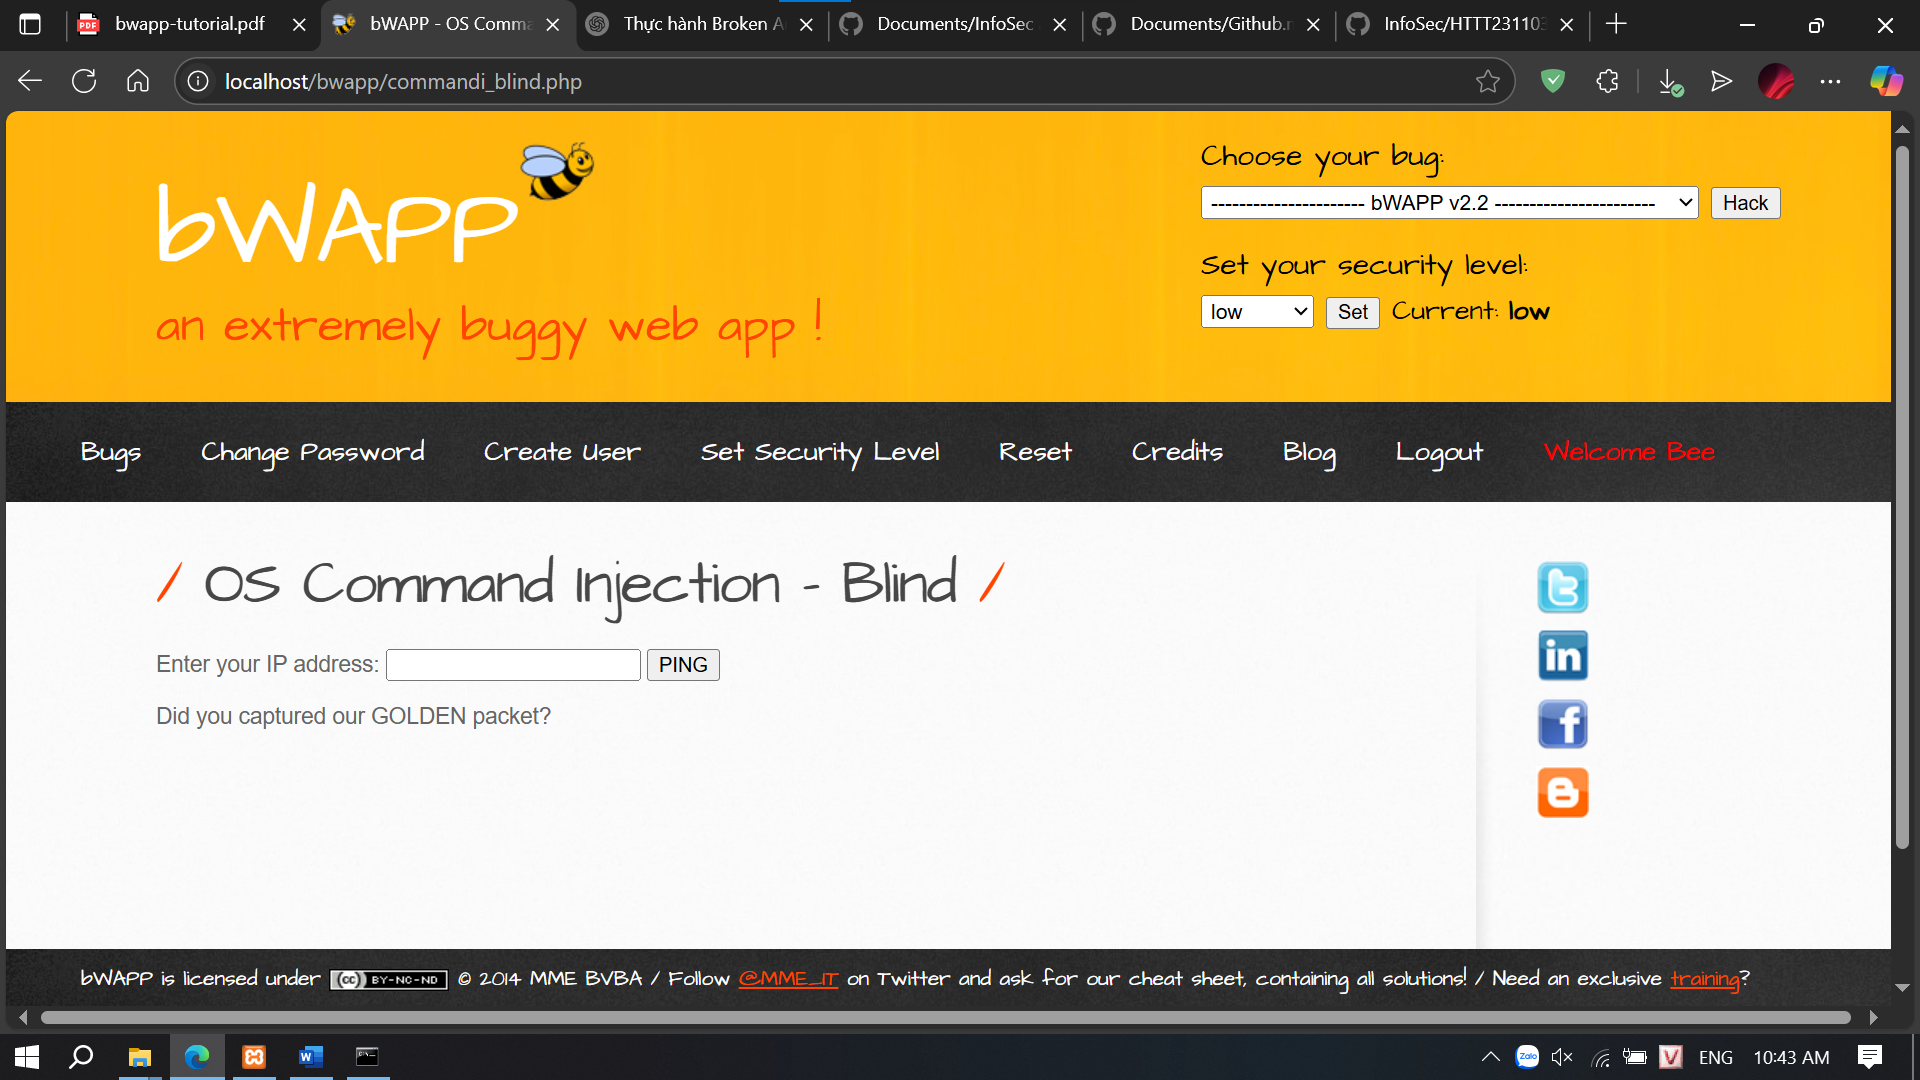 bwapp-tutorial.pdf
bWAPP - OS Comma
Thực hành Broken A
Documents/InfoSec
Documents/Github.r
InfoSec/HTTT231103
localhost/bwapp/commandi_blind.php
bWAPP
an extremely buggy web app !
Choose your bug:
---------------------- bWAPP v2.2 -----------------------
Hack
Set your security level:
low
Set
Current: low
Bugs
Change Password
Create User
Set Security Level
Reset
Credits
Blog
Logout
Welcome Bee
/ OS Command Injection - Blind /
Enter your IP address:
PING
Did you captured our GOLDEN packet?
bWAPP is licensed under (cc) BY-NC-ND © 2014 MME BVBA / Follow @MME_IT on Twitter and ask for our cheat sheet, containing all solutions! / Need an exclusive training?
Zalo
ENG
10:43 AM